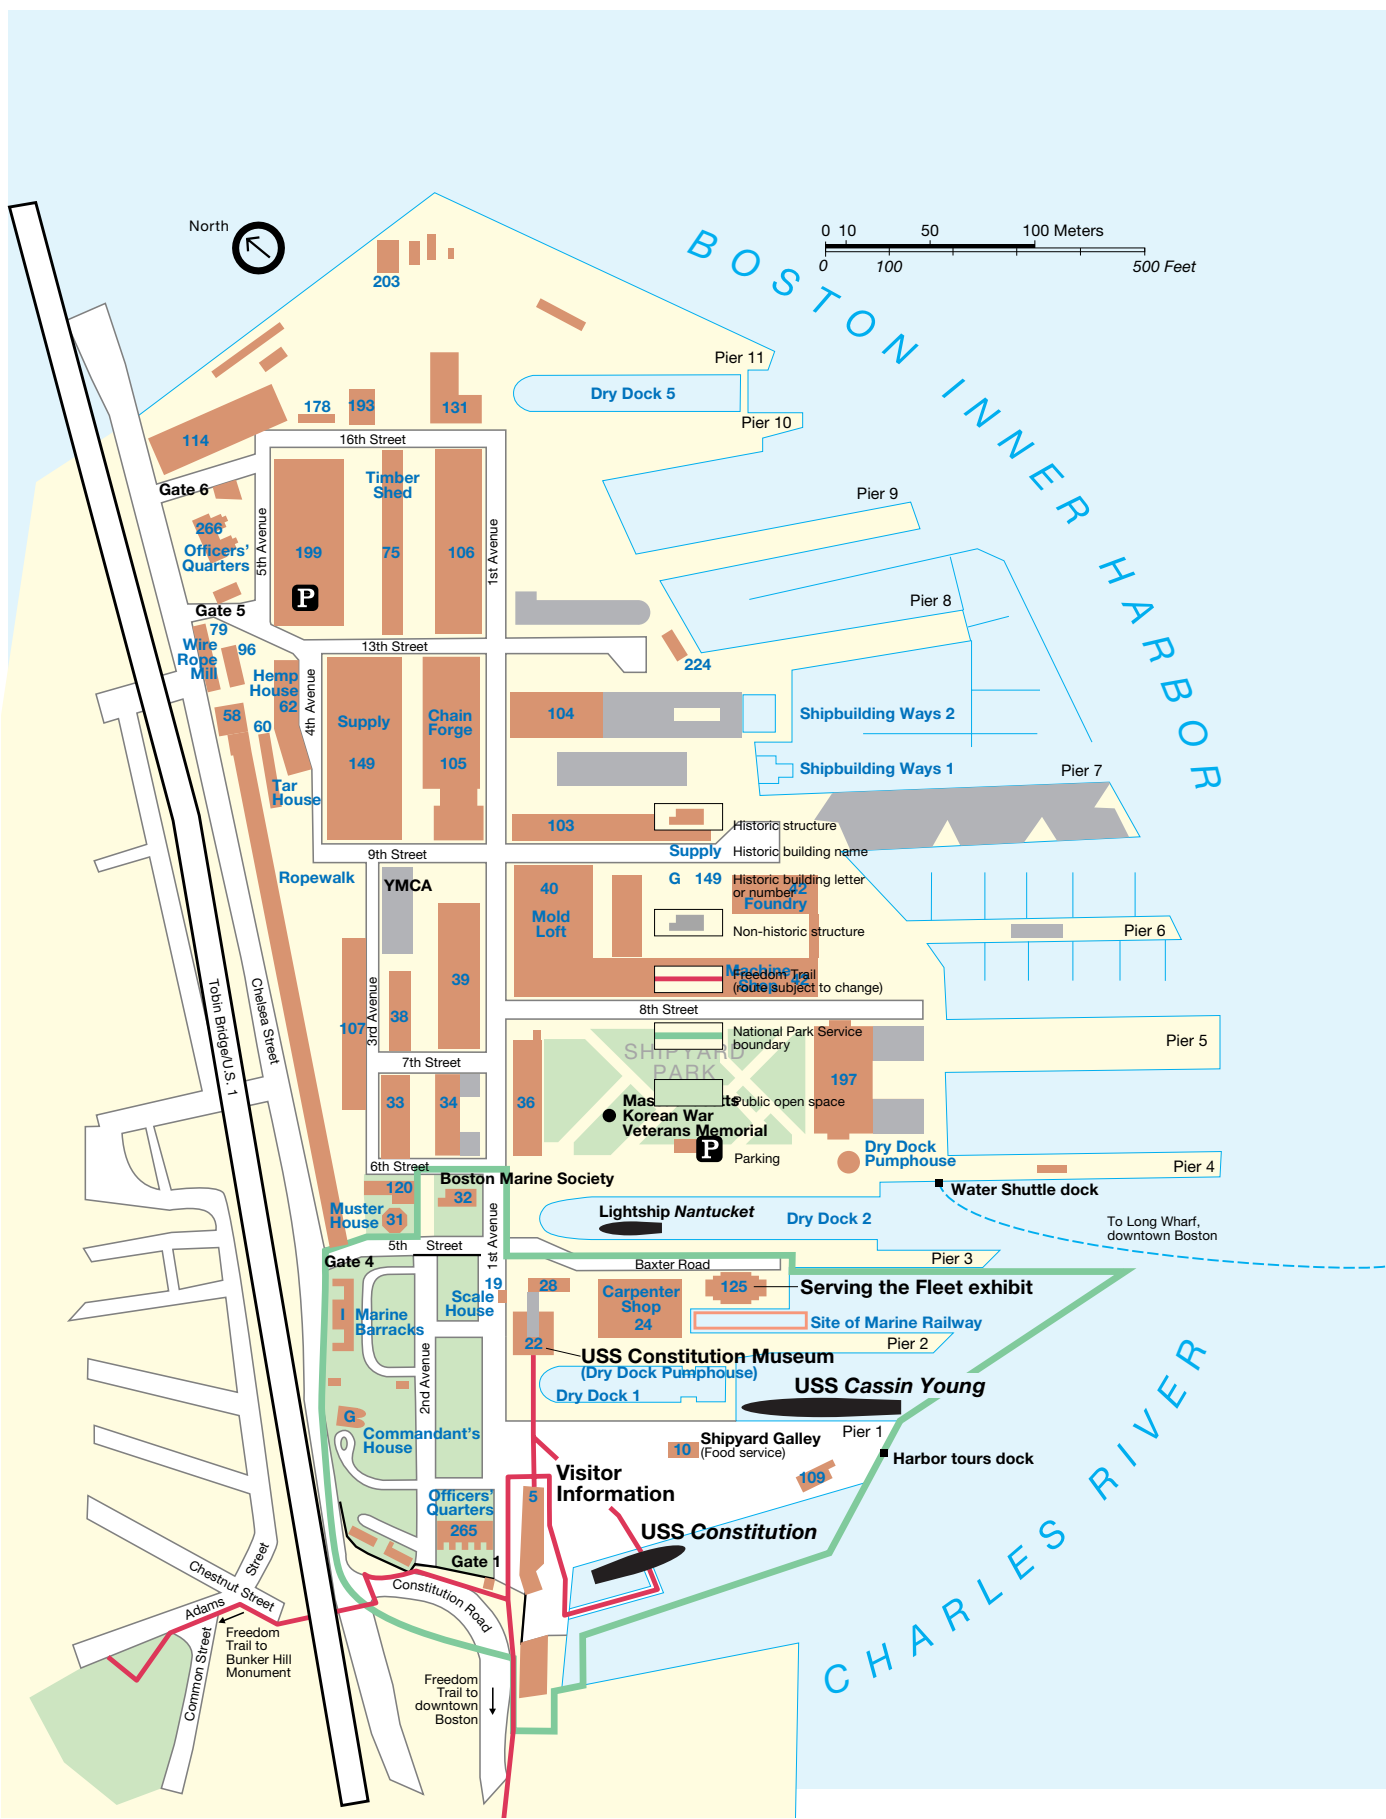 North
0 10 50 100 Meters
0 100 500 Feet
BOSTON INNER HARBOR
203
Pier 11
Dry Dock 5
178
193
131
Pier 10
114
16th Street
Timber
Shed
Gate 6
Pier 9
266
Officers'
Quarters
5th Avenue
199
75
106
1st Avenue
P
Gate 5
Pier 8
79
Wire
Rope
Mill
96
13th Street
224
Hemp
House
62
4th Avenue
58
60
Supply
149
Chain
Forge
105
104
Shipbuilding Ways 2
Shipbuilding Ways 1
Pier 7
Tar
House
103
Historic structure
9th Street
Supply
Historic building name
Ropewalk
YMCA
40
Mold
Loft
G 149
Historic building letter
or number
42
Foundry
Non-historic structure
Pier 6
Machine
Shop 42
Freedom Trail
(route subject to change)
39
38
107
3rd Avenue
Tobin Bridge/U.S. 1
Chelsea Street
8th Street
National Park Service
boundary
SHIPYARD
PARK
Pier 5
7th Street
197
33
34
36
Public open space
Korean War
Veterans Memorial
P
Parking
Dry Dock
Pumphouse
Pier 4
6th Street
Boston Marine Society
120
32
Water Shuttle dock
Muster
House
31
Lightship Nantucket
Dry Dock 2
To Long Wharf,
downtown Boston
1st Avenue
5th Street
Gate 4
Baxter Road
Pier 3
19
Scale
House
28
Carpenter
Shop
24
125
Serving the Fleet exhibit
I
Marine
Barracks
Site of Marine Railway
22
Pier 2
USS Constitution Museum
(Dry Dock Pumphouse)
2nd Avenue
Dry Dock 1
USS Cassin Young
G
Commandant's
House
Pier 1
Shipyard Galley
(Food service)
10
Harbor tours dock
109
Visitor
Information
Officers'
Quarters
5
265
USS Constitution
Gate 1
CHARLES RIVER
Chestnut Street
Street
Adams
Constitution Road
Common Street
Freedom
Trail to
Bunker Hill
Monument
Freedom
Trail to
downtown
Boston